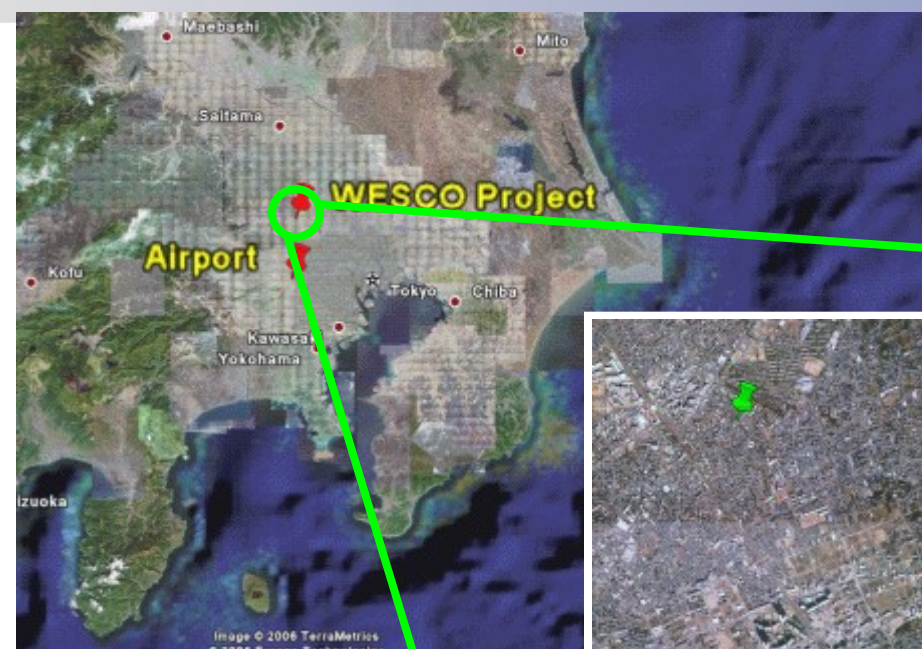 Maebashi
Mito
Saitama
WESCO Project
Airport
Kofu
Tokyo
Chiba
Kawasaki
Yokohama
izuoka
Image © 2006 TerraMetrics